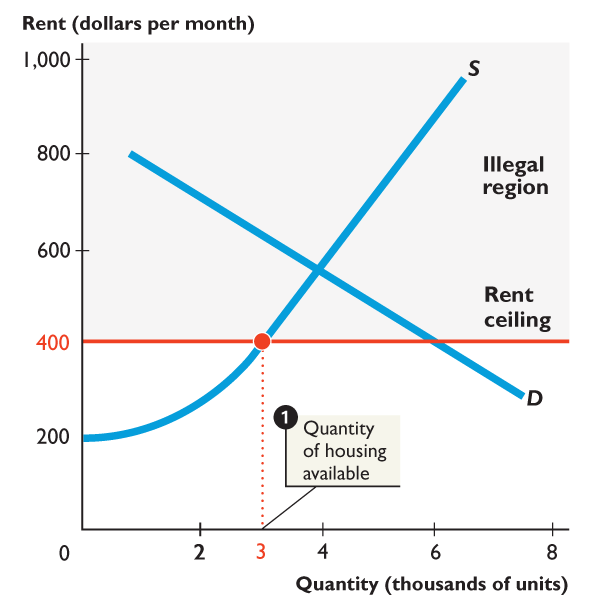 Rent (dollars per month)
1,000
S
800
Illegal
region
600
Rent
ceiling
400
D
200
1
Quantity
of housing
available
0
2
3
4
6
8
Quantity (thousands of units)